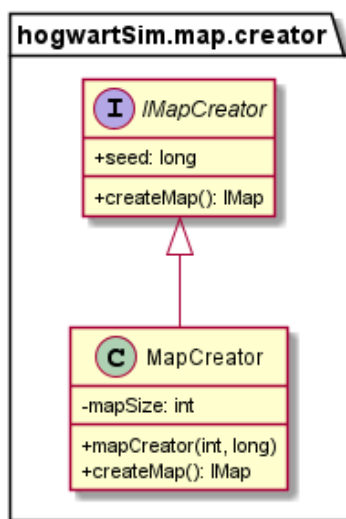 hogwartSim.map.creator
I IMapCreator
+seed: long
+createMap(): IMap
C MapCreator
-mapSize: int
+mapCreator(int, long)
+createMap(): IMap